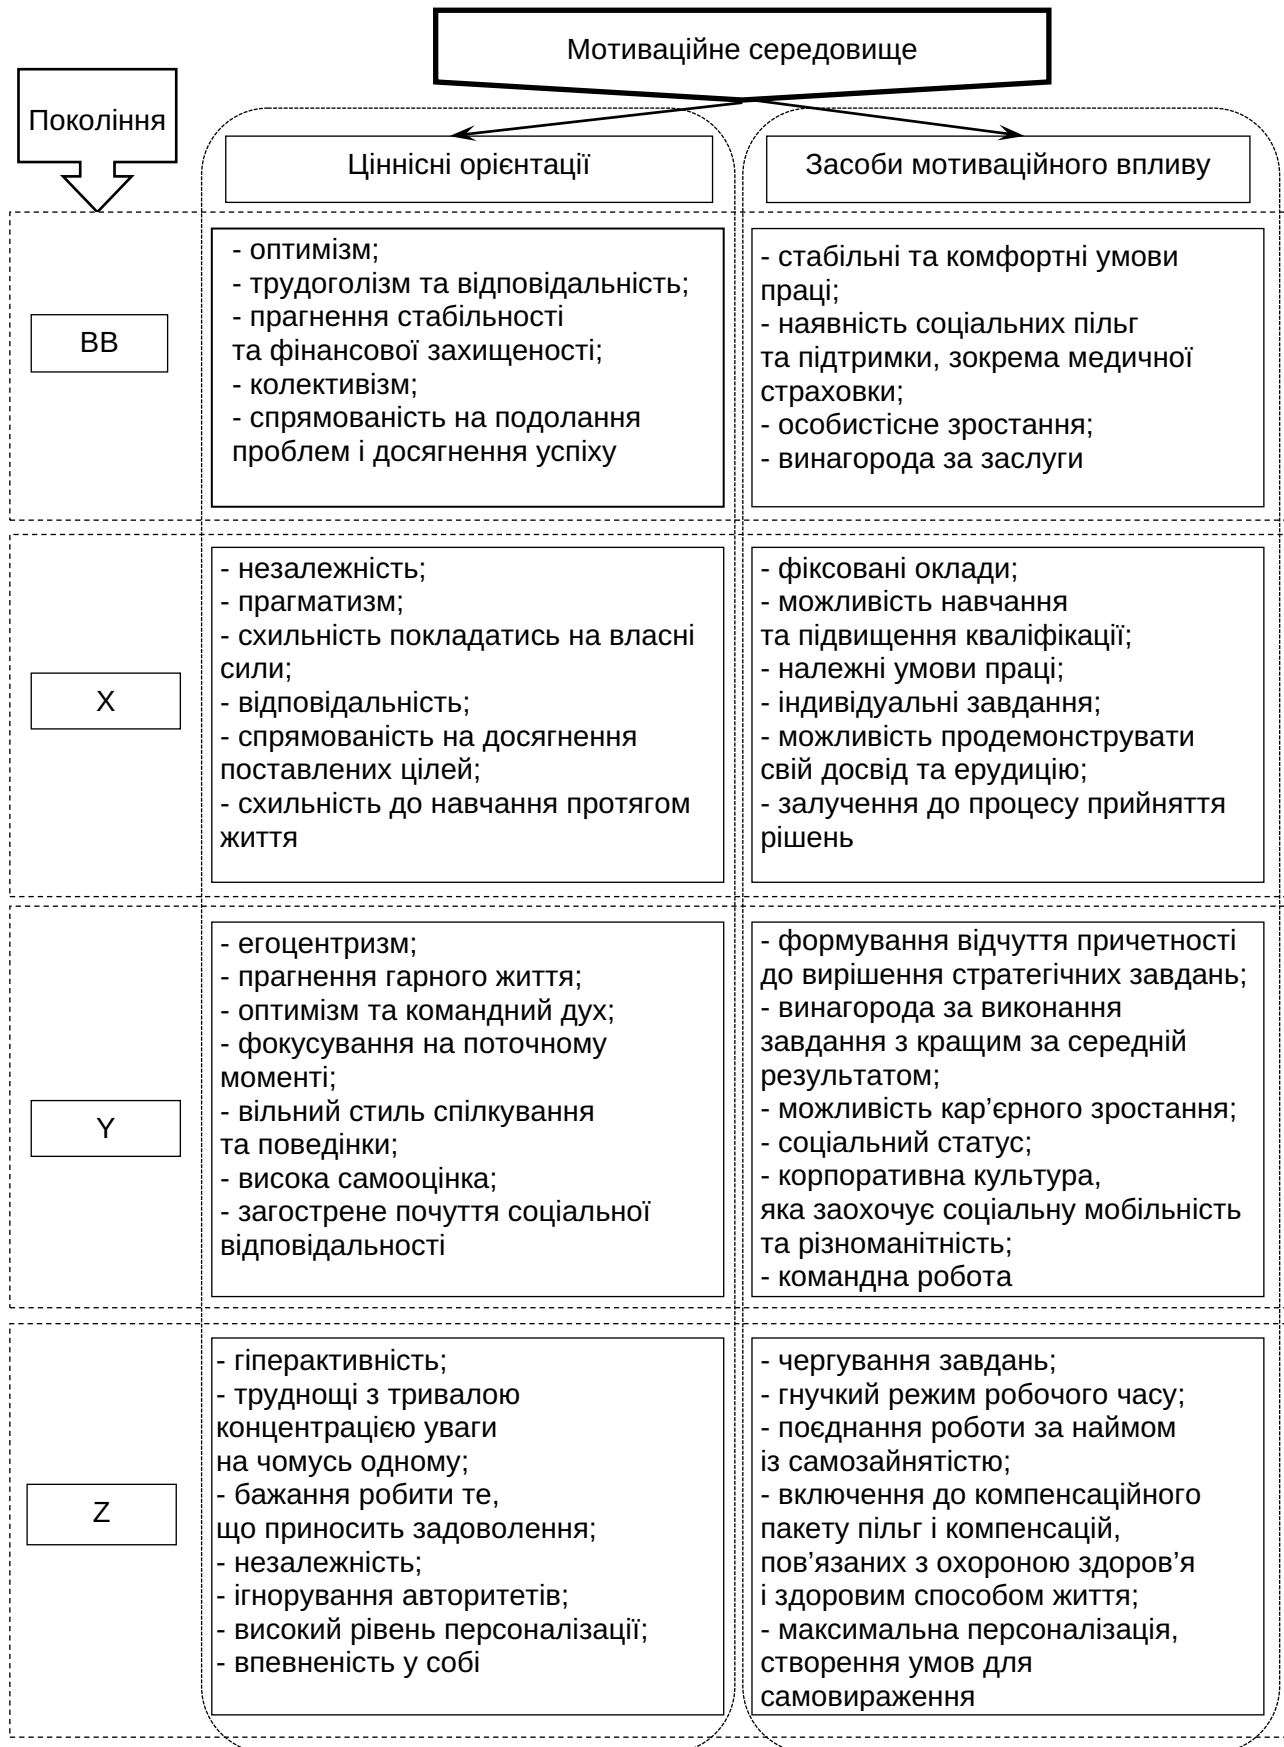 Мотиваційне середовище
Покоління
Ціннісні орієнтації
Засоби мотиваційного впливу
BB
- оптимізм;
- трудоголізм та відповідальність;
- прагнення стабільності
та фінансової захищеності;
- колективізм;
- спрямованість на подолання
проблем і досягнення успіху
- стабільні та комфортні умови
праці;
- наявність соціальних пільг
та підтримки, зокрема медичної
страховки;
- особистісне зростання;
- винагорода за заслуги
X
- незалежність;
- прагматизм;
- схильність покладатись на власні
сили;
- відповідальність;
- спрямованість на досягнення
поставлених цілей;
- схильність до навчання протягом
життя
- фіксовані оклади;
- можливість навчання
та підвищення кваліфікації;
- належні умови праці;
- індивідуальні завдання;
- можливість продемонструвати
свій досвід та ерудицію;
- залучення до процесу прийняття
рішень
Y
- егоцентризм;
- прагнення гарного життя;
- оптимізм та командний дух;
- фокусування на поточному
моменті;
- вільний стиль спілкування
та поведінки;
- висока самооцінка;
- загострене почуття соціальної
відповідальності
- формування відчуття причетності
до вирішення стратегічних завдань;
- винагорода за виконання
завдання з кращим за середній
результатом;
- можливість кар’єрного зростання;
- соціальний статус;
- корпоративна культура,
яка заохочує соціальну мобільність
та різноманітність;
- командна робота
Z
- гіперактивність;
- труднощі з тривалою
концентрацією уваги
на чомусь одному;
- бажання робити те,
що приносить задоволення;
- незалежність;
- ігнорування авторитетів;
- високий рівень персоналізації;
- впевненість у собі
- чергування завдань;
- гнучкий режим робочого часу;
- поєднання роботи за наймом
із самозайнятістю;
- включення до компенсаційного
пакету пільг і компенсацій,
пов’язаних з охороною здоров’я
і здоровим способом життя;
- максимальна персоналізація,
створення умов для
самовираження